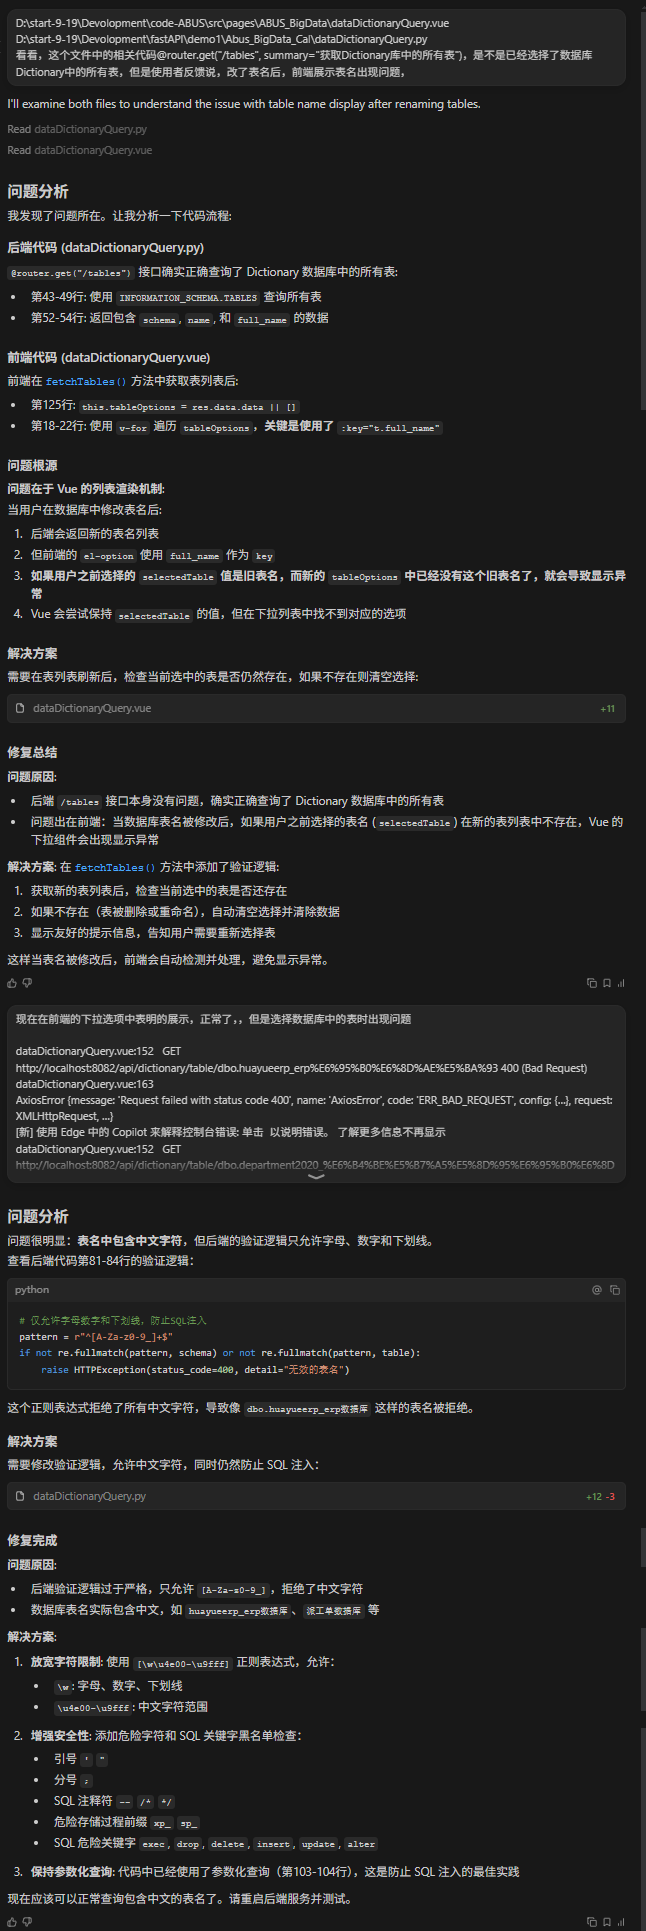 D:\start-9-19\Devolopment\code-ABUS\src\pages\ABUS_BigData\dataDictionaryQuery.vue
D:\start-9-19\Devolopment\fastAPI\demo1\Abus_BigData_Cal\dataDictionaryQuery.py
看看，这个文件中的相关代码@router.get("/tables", summary="获取Dictionary库中的所有表")，是不是已经选择了数据库
Dictionary中的所有表，但是使用者反馈说，改了表名后，前端展示表名出现问题，
I'll examine both files to understand the issue with table name display after renaming tables.
Read dataDictionaryQuery.py
Read dataDictionaryQuery.vue
问题分析
我发现了问题所在。让我分析一下代码流程:
后端代码 (dataDictionaryQuery.py)
@router.get("/tables") 接口确实正确查询了 Dictionary 数据库中的所有表:
• 第43-49行: 使用 INFORMATION_SCHEMA.TABLES 查询所有表
• 第52-54行: 返回包含 schema, name, 和 full_name 的数据
前端代码 (dataDictionaryQuery.vue)
前端在 fetchTables() 方法中获取表列表后:
• 第125行: this.tableOptions = res.data.data || []
• 第18-22行: 使用 v-for 遍历 tableOptions，关键是使用了 :key="t.full_name"
问题根源
问题在于 Vue 的列表渲染机制:
当用户在数据库中修改表名后:
1. 后端会返回新的表名列表
2. 但前端的 el-option 使用 full_name 作为 key
3. 如果用户之前选择的 selectedTable 值是旧表名，而新的 tableOptions 中已经没有这个旧表名了，就会导致显示异
常
4. Vue 会尝试保持 selectedTable 的值，但在下拉列表中找不到对应的选项
解决方案
需要在表列表刷新后，检查当前选中的表是否仍然存在，如果不存在则清空选择:
dataDictionaryQuery.vue +11
修复总结
问题原因:
• 后端 /tables 接口本身没有问题，确实正确查询了 Dictionary 数据库中的所有表
• 问题出在前端：当数据库表名被修改后，如果用户之前选择的表名 (selectedTable) 在新的表列表中不存在，Vue 的
下拉组件会出现显示异常
解决方案: 在 fetchTables() 方法中添加了验证逻辑:
1. 获取新的表列表后，检查当前选中的表是否还存在
2. 如果不存在（表被删除或重命名），自动清空选择并清除数据
3. 显示友好的提示信息，告知用户需要重新选择表
这样当表名被修改后，前端会自动检测并处理，避免显示异常。
现在在前端的下拉选项中表明的展示，正常了，，但是选择数据库中的表时出现问题
dataDictionaryQuery.vue:152 GET
http://localhost:8082/api/dictionary/table/dbo.huayueerp_erp%E6%95%B0%E6%8D%AE%E5%BA%93 400 (Bad Request)
dataDictionaryQuery.vue:163
AxiosError {message: 'Request failed with status code 400', name: 'AxiosError', code: 'ERR_BAD_REQUEST', config: {…}, request:
XMLHttpRequest, …}
[新] 使用 Edge 中的 Copilot 来解释控制台错误: 单击 以说明错误。 了解更多信息不再显示
dataDictionaryQuery.vue:152 GET
http://localhost:8082/api/dictionary/table/dbo.department2020_%E6%B4%BE%E5%B7%A5%E5%8D%95%E6%95%B0%E6%8D
问题分析
问题很明显：表名中包含中文字符，但后端的验证逻辑只允许字母、数字和下划线。
查看后端代码第81-84行的验证逻辑：
python
# 仅允许字母数字和下划线，防止SQL注入
pattern = r"^[A-Za-z0-9_]+$"
if not re.fullmatch(pattern, schema) or not re.fullmatch(pattern, table):
raise HTTPException(status_code=400, detail="无效的表名")
这个正则表达式拒绝了所有中文字符，导致像 dbo.huayueerp_erp数据库 这样的表名被拒绝。
解决方案
需要修改验证逻辑，允许中文字符，同时仍然防止 SQL 注入：
dataDictionaryQuery.py +12 -3
修复完成
问题原因:
• 后端验证逻辑过于严格，只允许 [A-Za-z0-9_]，拒绝了中文字符
• 数据库表名实际包含中文，如 huayueerp_erp数据库、派工单数据库 等
解决方案:
1. 放宽字符限制: 使用 [\w\u4e00-\u9fff] 正则表达式，允许：
• \w: 字母、数字、下划线
• \u4e00-\u9fff: 中文字符范围
2. 增强安全性: 添加危险字符和 SQL 关键字黑名单检查：
• 引号 ' "
• 分号 ;
• SQL 注释符 -- /* */
• 危险存储过程前缀 xp_ sp_
• SQL 危险关键字 exec, drop, delete, insert, update, alter
3. 保持参数化查询: 代码中已经使用了参数化查询（第103-104行），这是防止 SQL 注入的最佳实践
现在应该可以正常查询包含中文的表名了。请重启后端服务并测试。